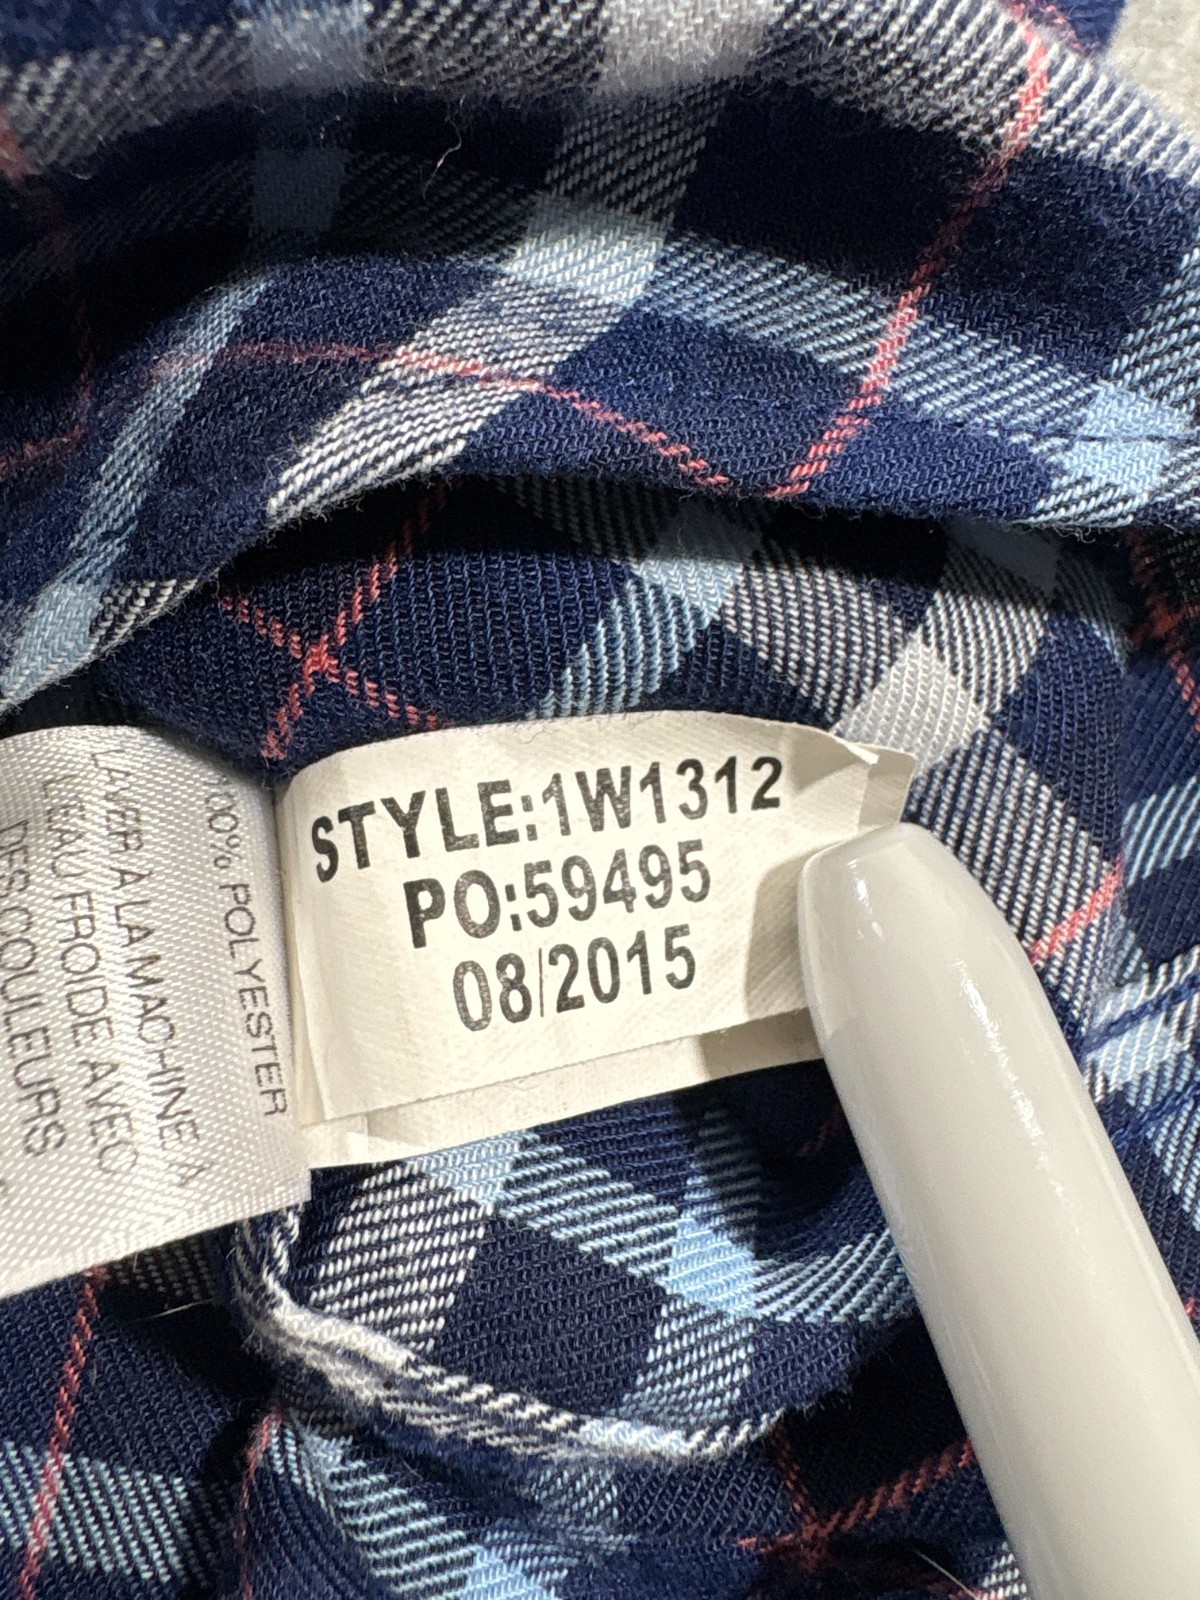 STYLE:1W1312
PO:59495
08/2015
100% POLYESTER
LAVER A LA MACHINE A
L'EAU FROIDE AVEC
DES COULEURS